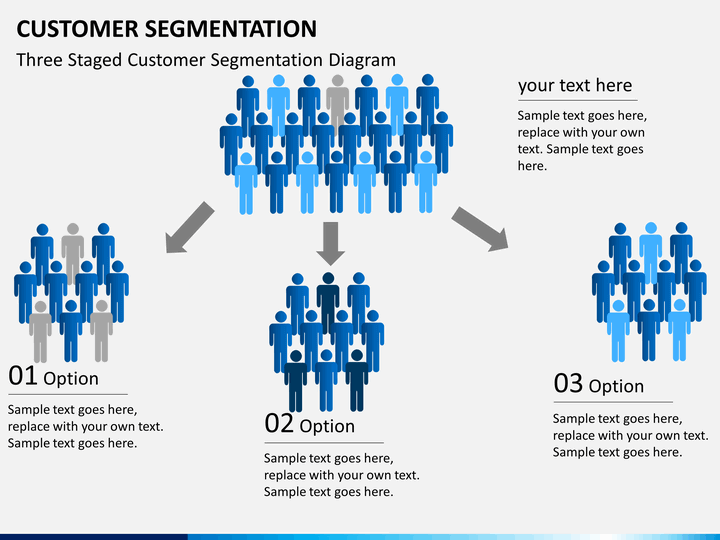 CUSTOMER SEGMENTATION
Three Staged Customer Segmentation Diagram
your text here
Sample text goes here,
replace with your own
text. Sample text goes
here.
01 Option
Sample text goes here,
replace with your own text.
Sample text goes here.
02 Option
Sample text goes here,
replace with your own text.
Sample text goes here.
03 Option
Sample text goes here,
replace with your own text.
Sample text goes here.